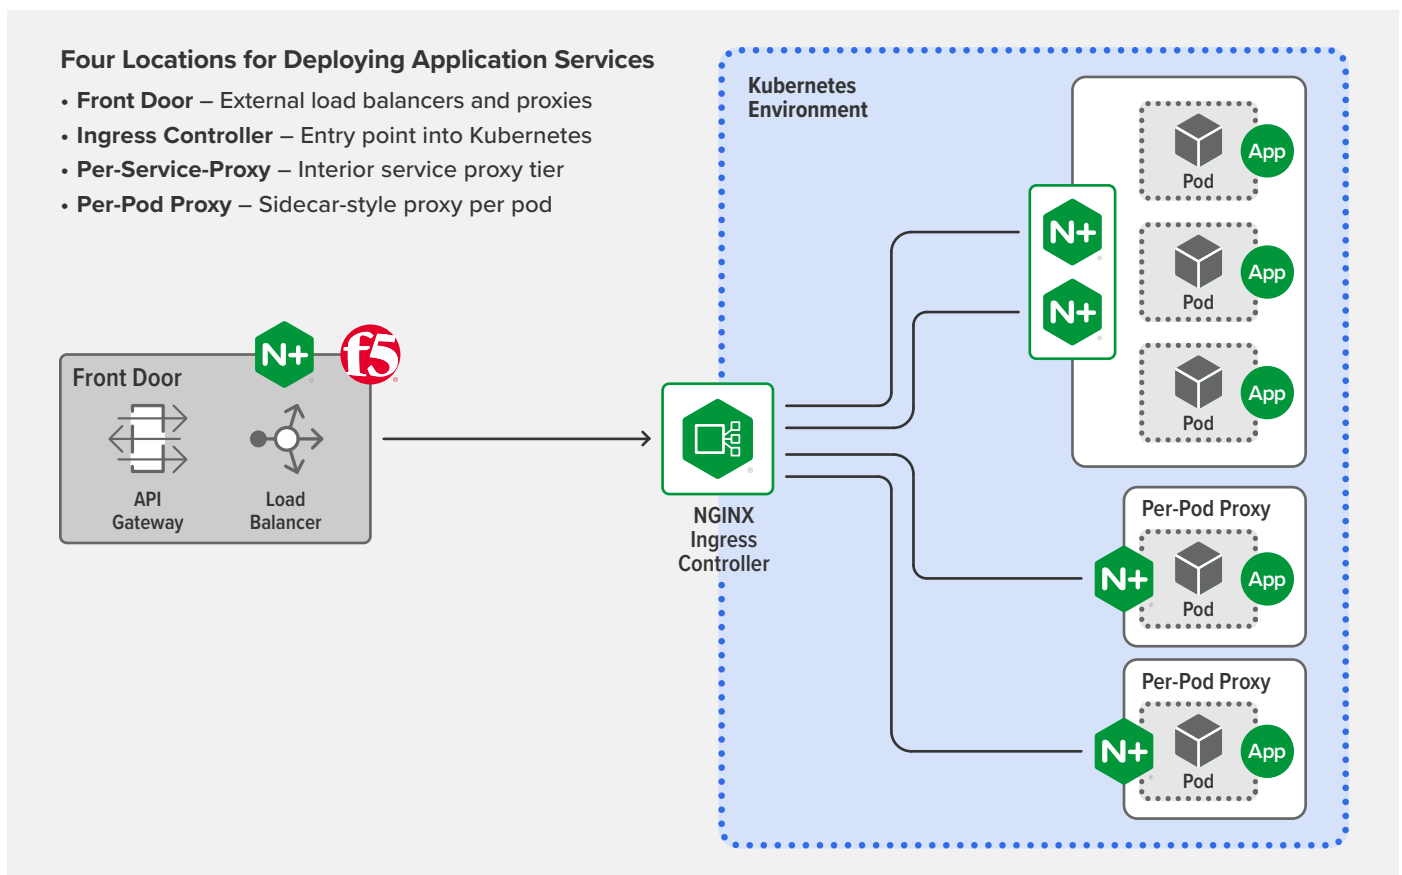 Four Locations for Deploying Application Services
• Front Door – External load balancers and proxies
• Ingress Controller – Entry point into Kubernetes
• Per-Service-Proxy – Interior service proxy tier
• Per-Pod Proxy – Sidecar-style proxy per pod
Kubernetes
Environment
Pod
App
N+
Pod
App
N+
Pod
App
N+
f5
Front Door
API
Gateway
Load
Balancer
NGINX
Ingress
Controller
Per-Pod Proxy
N+
Pod
App
Per-Pod Proxy
N+
Pod
App